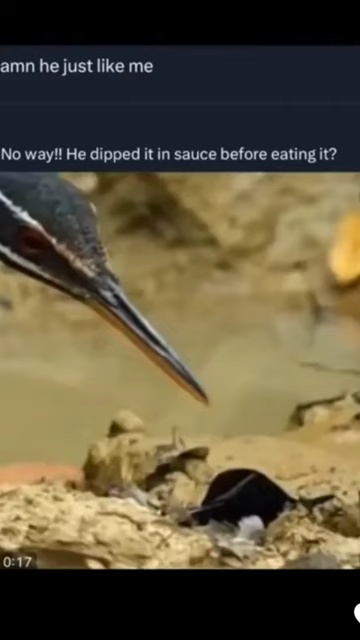 amn he just like me
No way!! He dipped it in sauce before eating it?
0:17